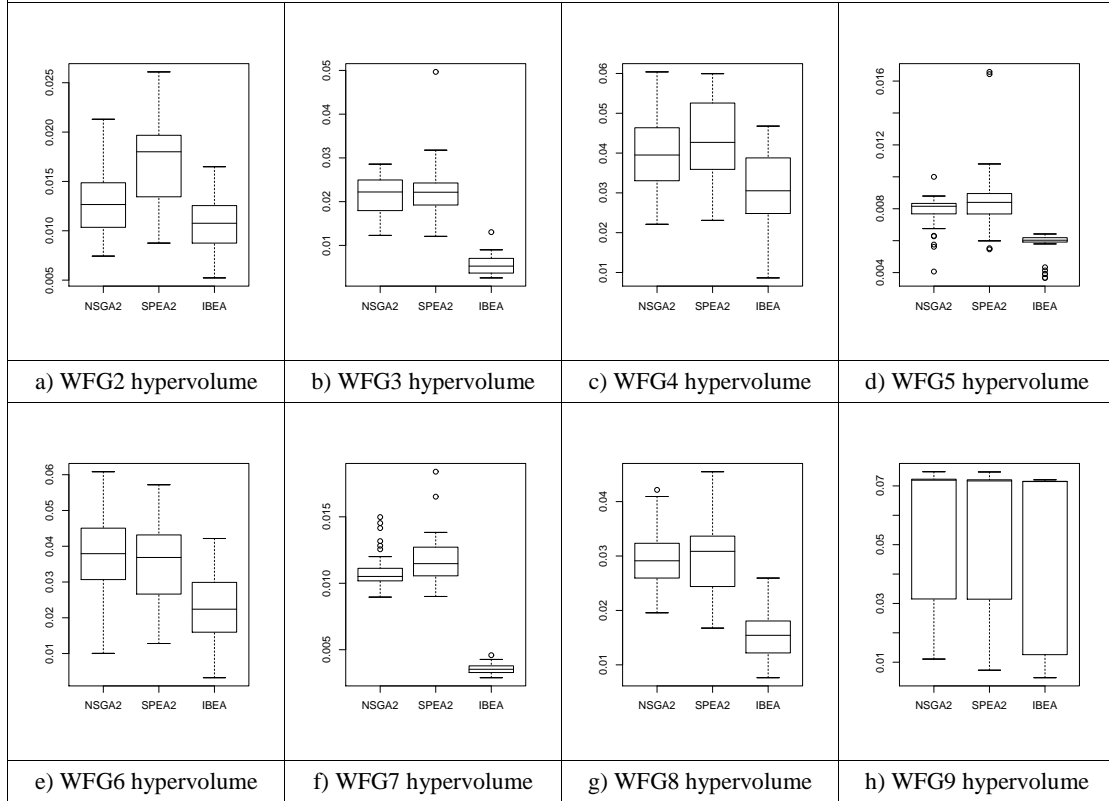 0.025
0.020
0.015
0.010
0.005
NSGA2 SPEA2 IBEA
0.05
0.04
0.03
0.02
0.01
NSGA2 SPEA2 IBEA
0.06
0.05
0.04
0.03
0.02
0.01
NSGA2 SPEA2 IBEA
0.016
0.012
0.008
0.004
NSGA2 SPEA2 IBEA
a) WFG2 hypervolume
b) WFG3 hypervolume
c) WFG4 hypervolume
d) WFG5 hypervolume
0.06
0.05
0.04
0.03
0.02
0.01
NSGA2 SPEA2 IBEA
0.015
0.010
0.005
NSGA2 SPEA2 IBEA
0.04
0.03
0.02
0.01
NSGA2 SPEA2 IBEA
0.07
0.05
0.03
0.01
NSGA2 SPEA2 IBEA
e) WFG6 hypervolume
f) WFG7 hypervolume
g) WFG8 hypervolume
h) WFG9 hypervolume